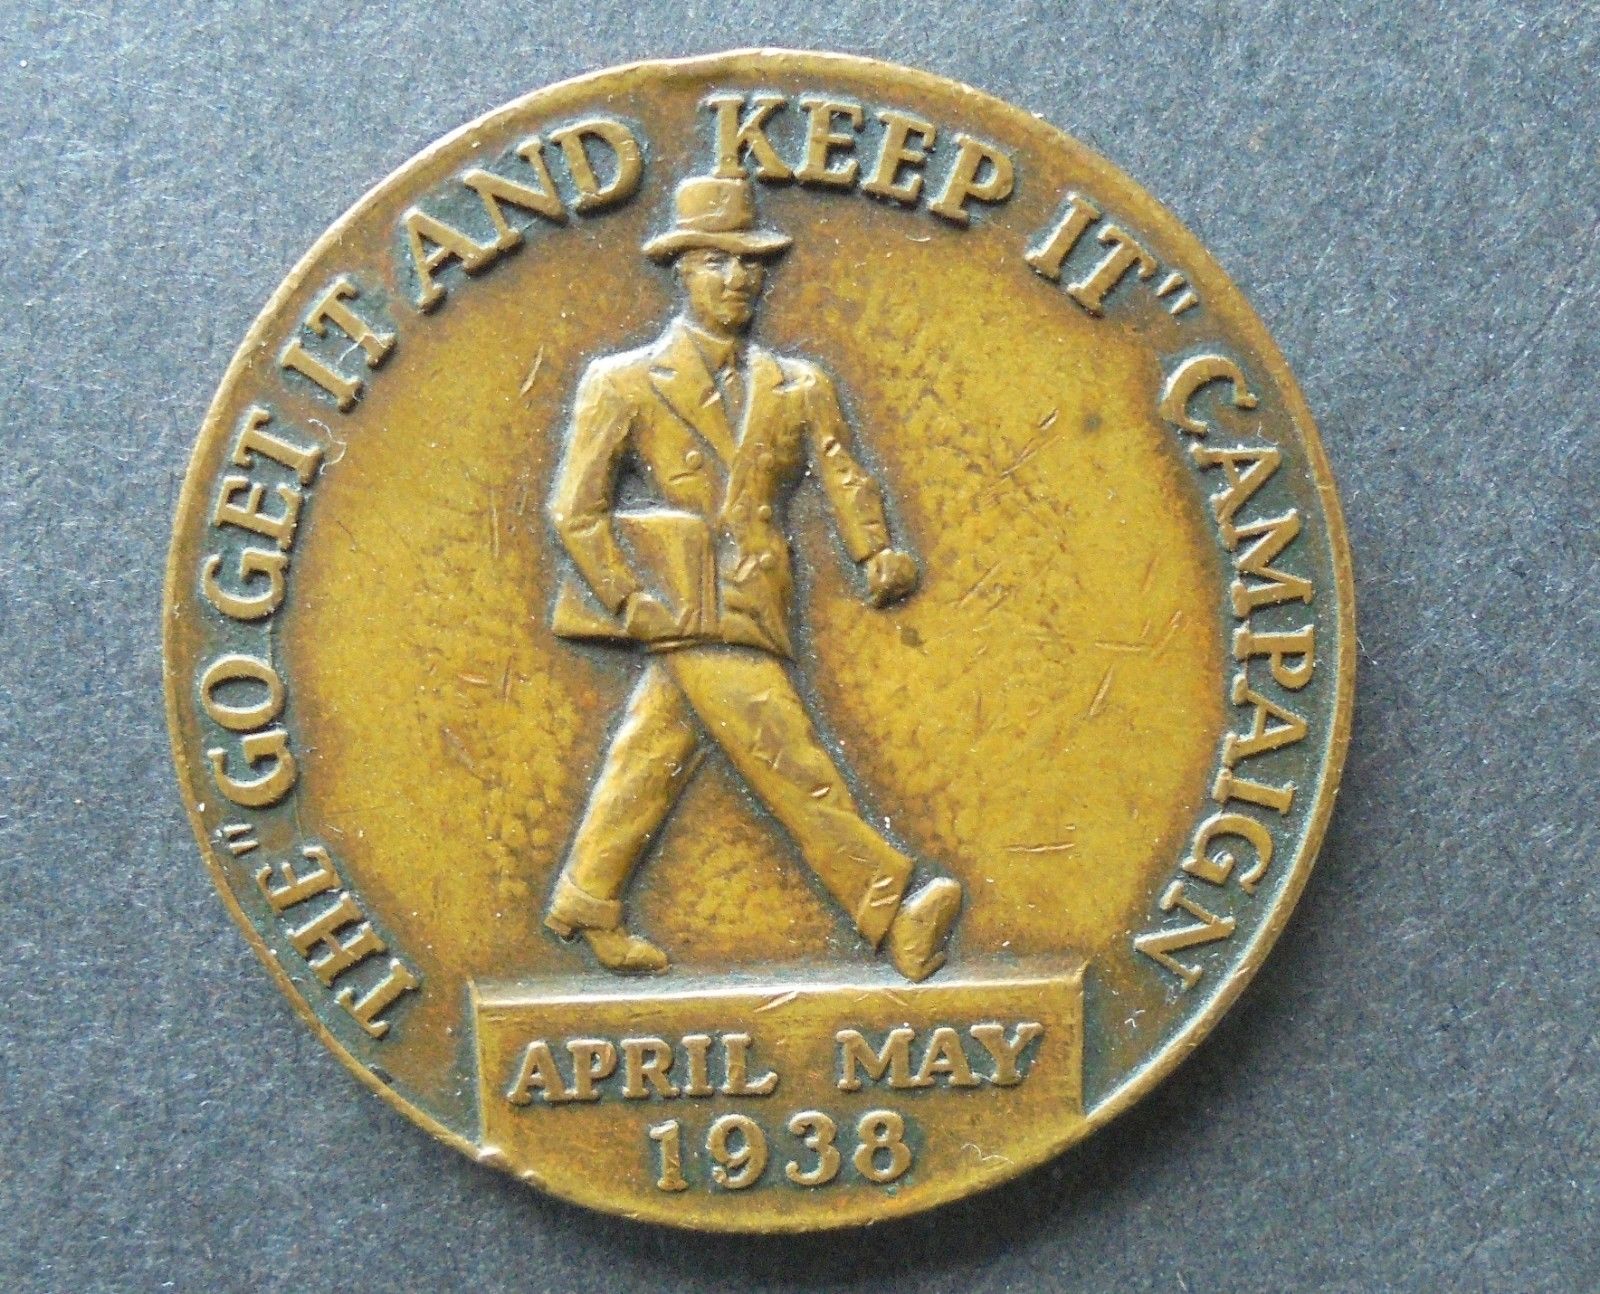 THE "GO GET IT AND KEEP IT" CAMPAIGN
APRIL MAY
1938